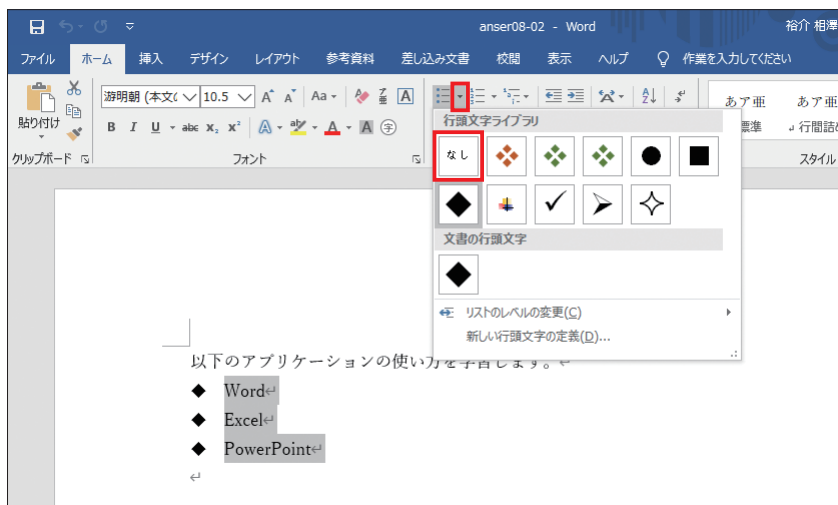 anser08-02 - Word
裕介 相澤
ファイル ホーム 挿入 デザイン レイアウト 参考資料 差し込み文書 校閲 表示 ヘルプ 作業を入力してください
貼り付け
游明朝 (本文( 10.5
Aa
B I U abc x₂ x²
クリップボード
フォント
あア亜 あア亜
標準 行間詰め
スタイル
行頭文字ライブラリ
なし
文書の行頭文字
リストのレベルの変更(C)
新しい行頭文字の定義(D)...
以下のアプリケーションの使い方を学習します。
◆ Word
◆ Excel
◆ PowerPoint